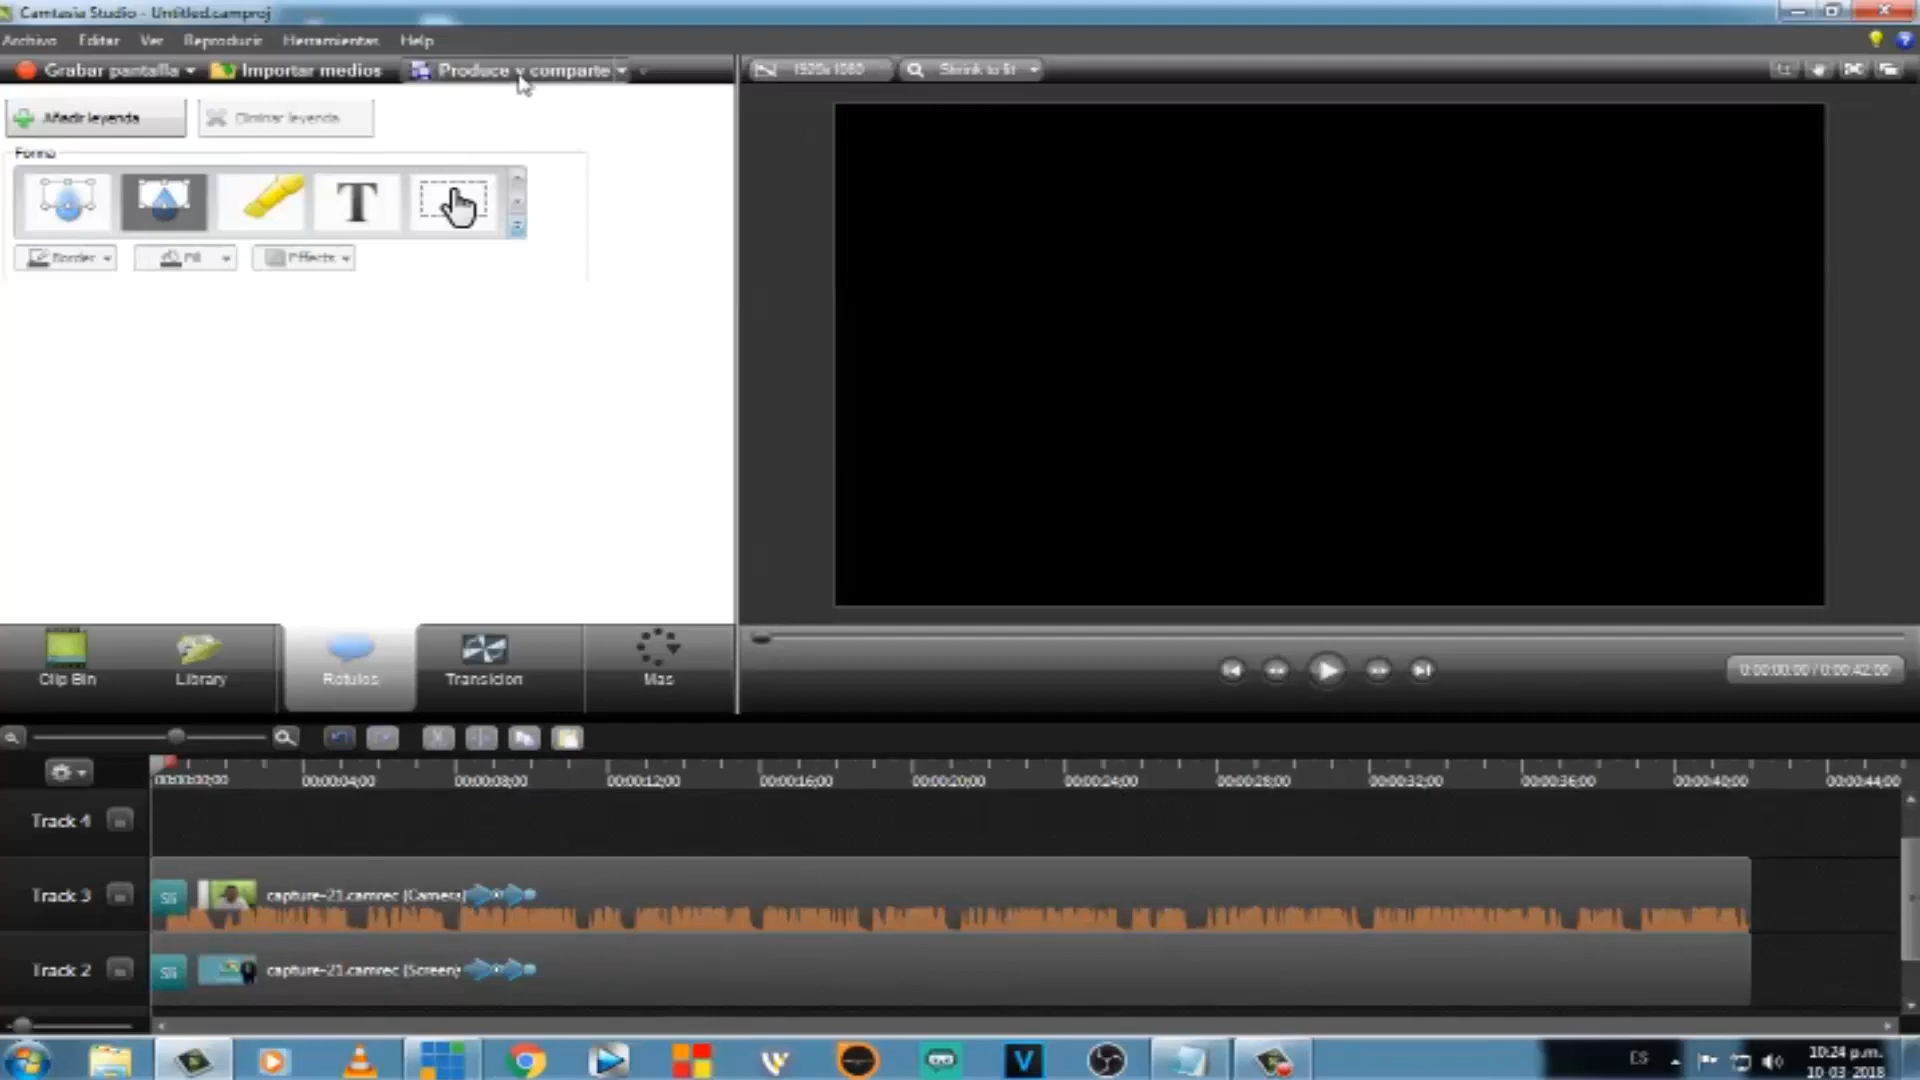 Camtasia Studio - Untitled.camproj
Archivo Editar Ver Reproducir Herramientas Help
Grabar pantalla Importar medios Produce y comparte
1920x1080 Shrink to fit
Añadir leyenda Eliminar leyenda
Forma
T
Border Fill Effects
Clip Bin Library Rotulos Transicion Mas
0:00:00;00 / 0:00:42;00
00:00:00;00 00:00:04;00 00:00:08;00 00:00:12;00 00:00:16;00 00:00:20;00 00:00:24;00 00:00:28;00 00:00:32;00 00:00:36;00 00:00:40;00 00:00:44;00
Track 4
Track 3 capture-21.camrec (Camera)
Track 2 capture-21.camrec (Screen)
ES
10:24 p.m.
10-03-2018